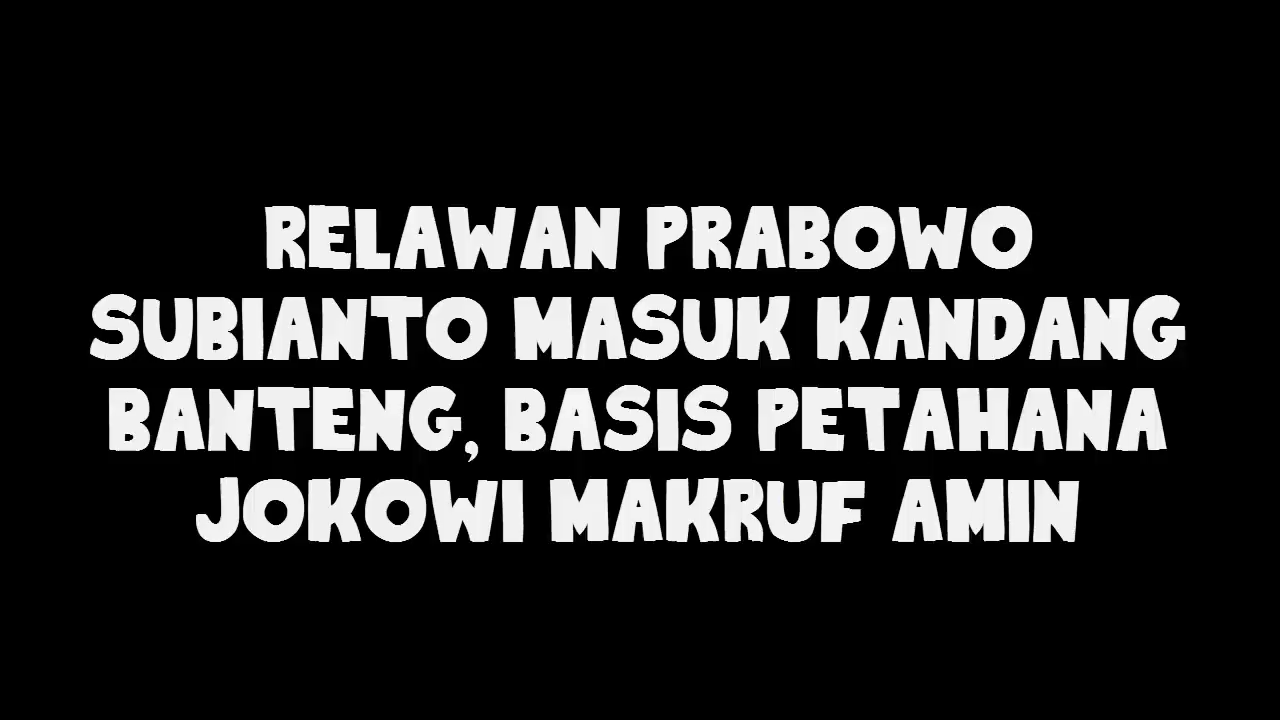 RELAWAN PRABOWO
SUBIANTO MASUK KANDANG
BANTENG, BASIS PETAHANA
JOKOWI MAKRUF AMIN